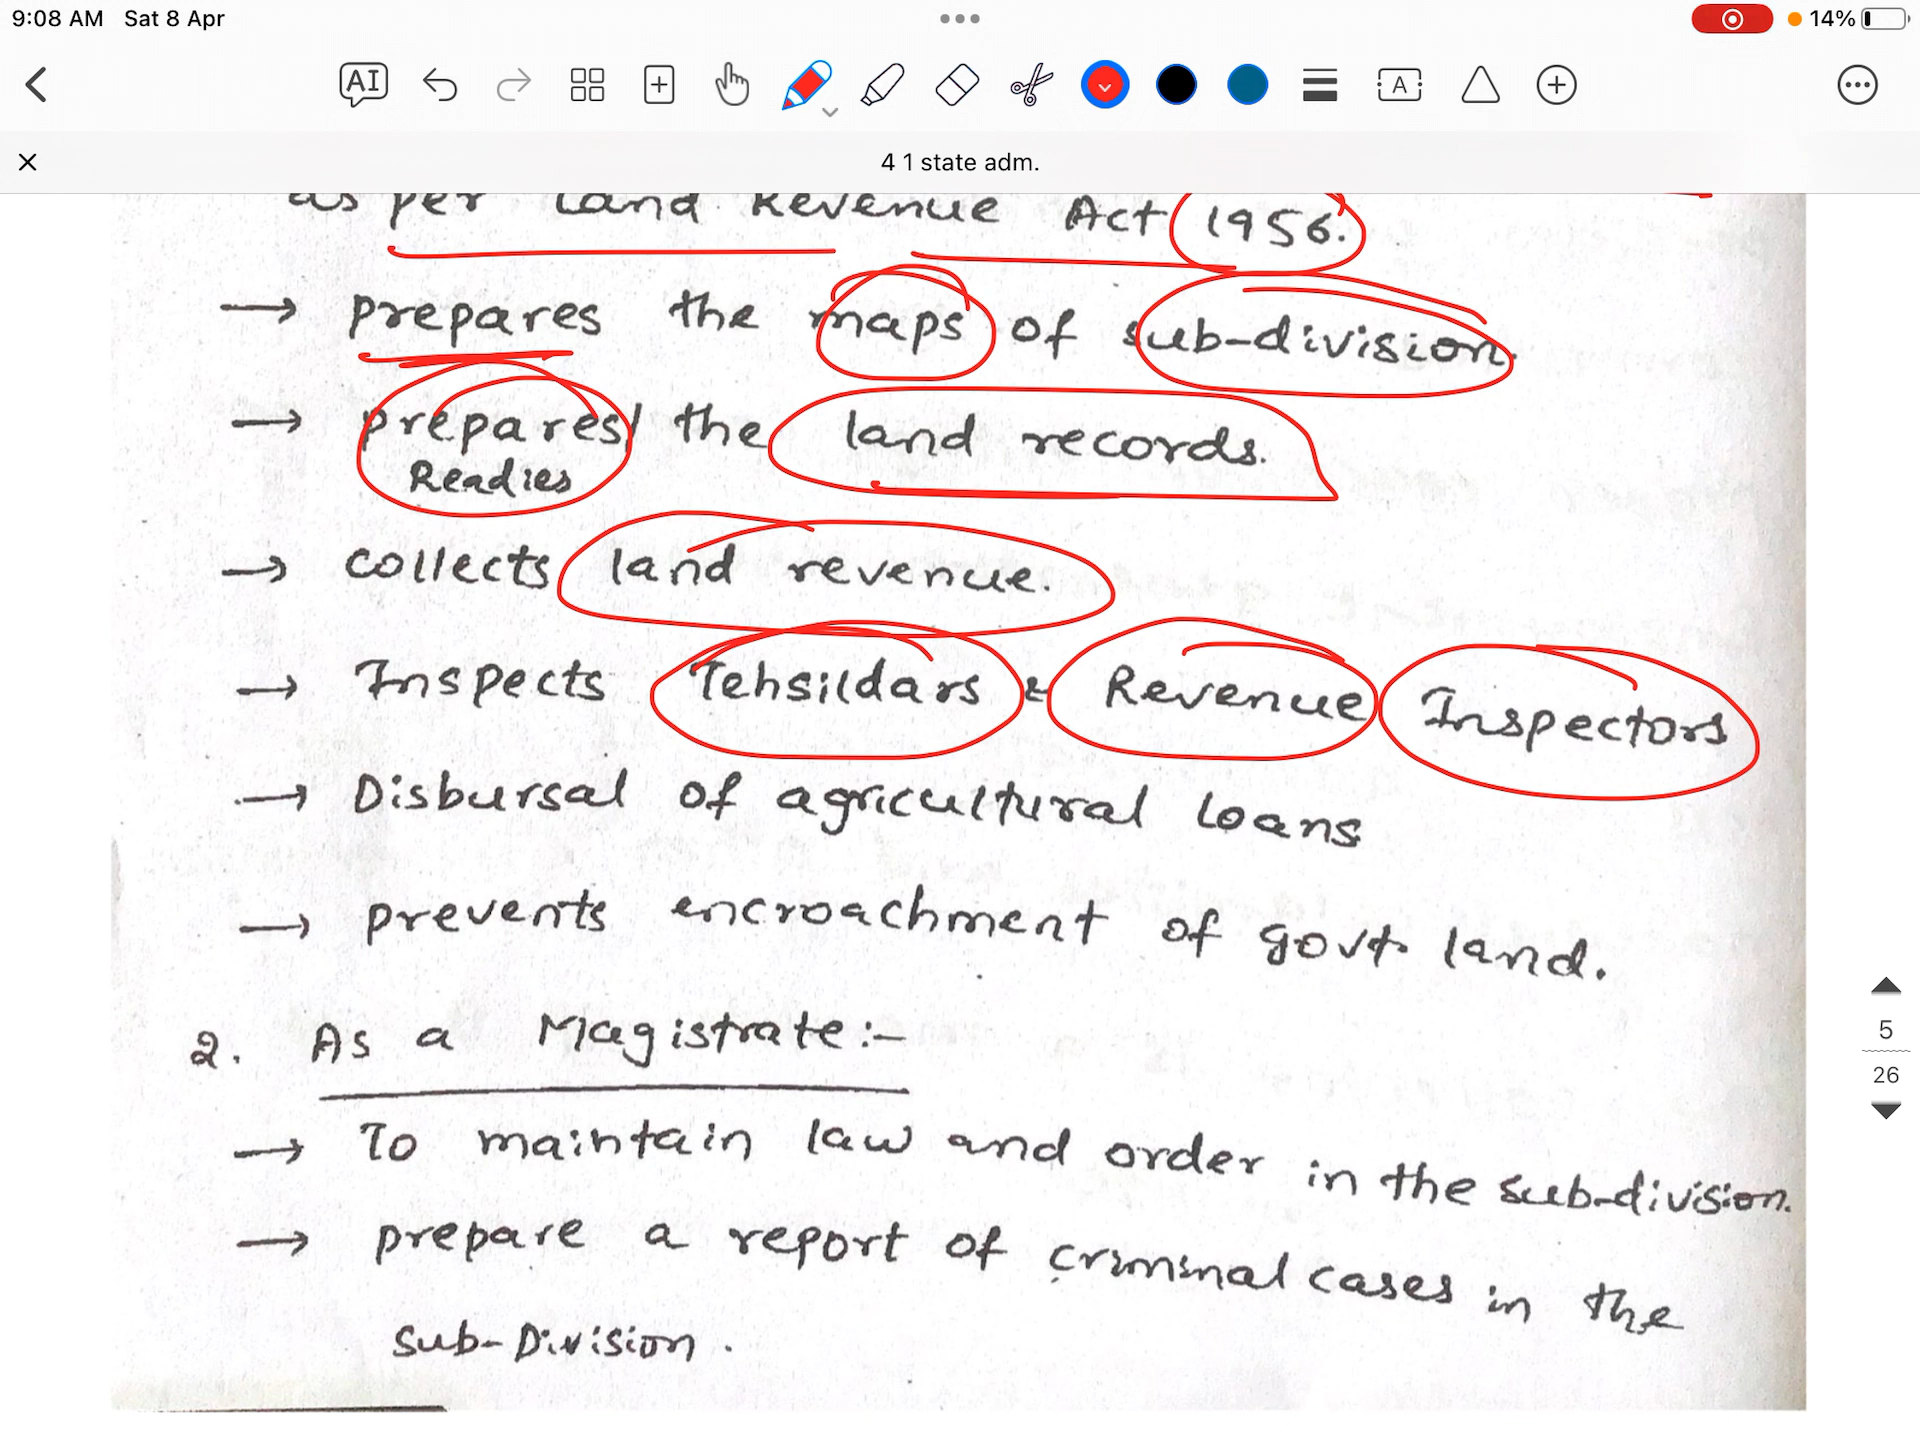 9:08 AM Sat 8 Apr
14%
AI
A
4 1 state adm.
as per Land Revenue Act 1956.
→ prepares the maps of sub-division.
→ prepares/ the land records.
Readies
→ collects land revenue.
→ Inspects Tehsildars & Revenue Inspectors
→ Disbursal of agricultural loans
→ prevents encroachment of govt. land.
2. As a Magistrate:-
→ To maintain law and order in the sub-division.
→ prepare a report of criminal cases in the
sub-Division.
5
26